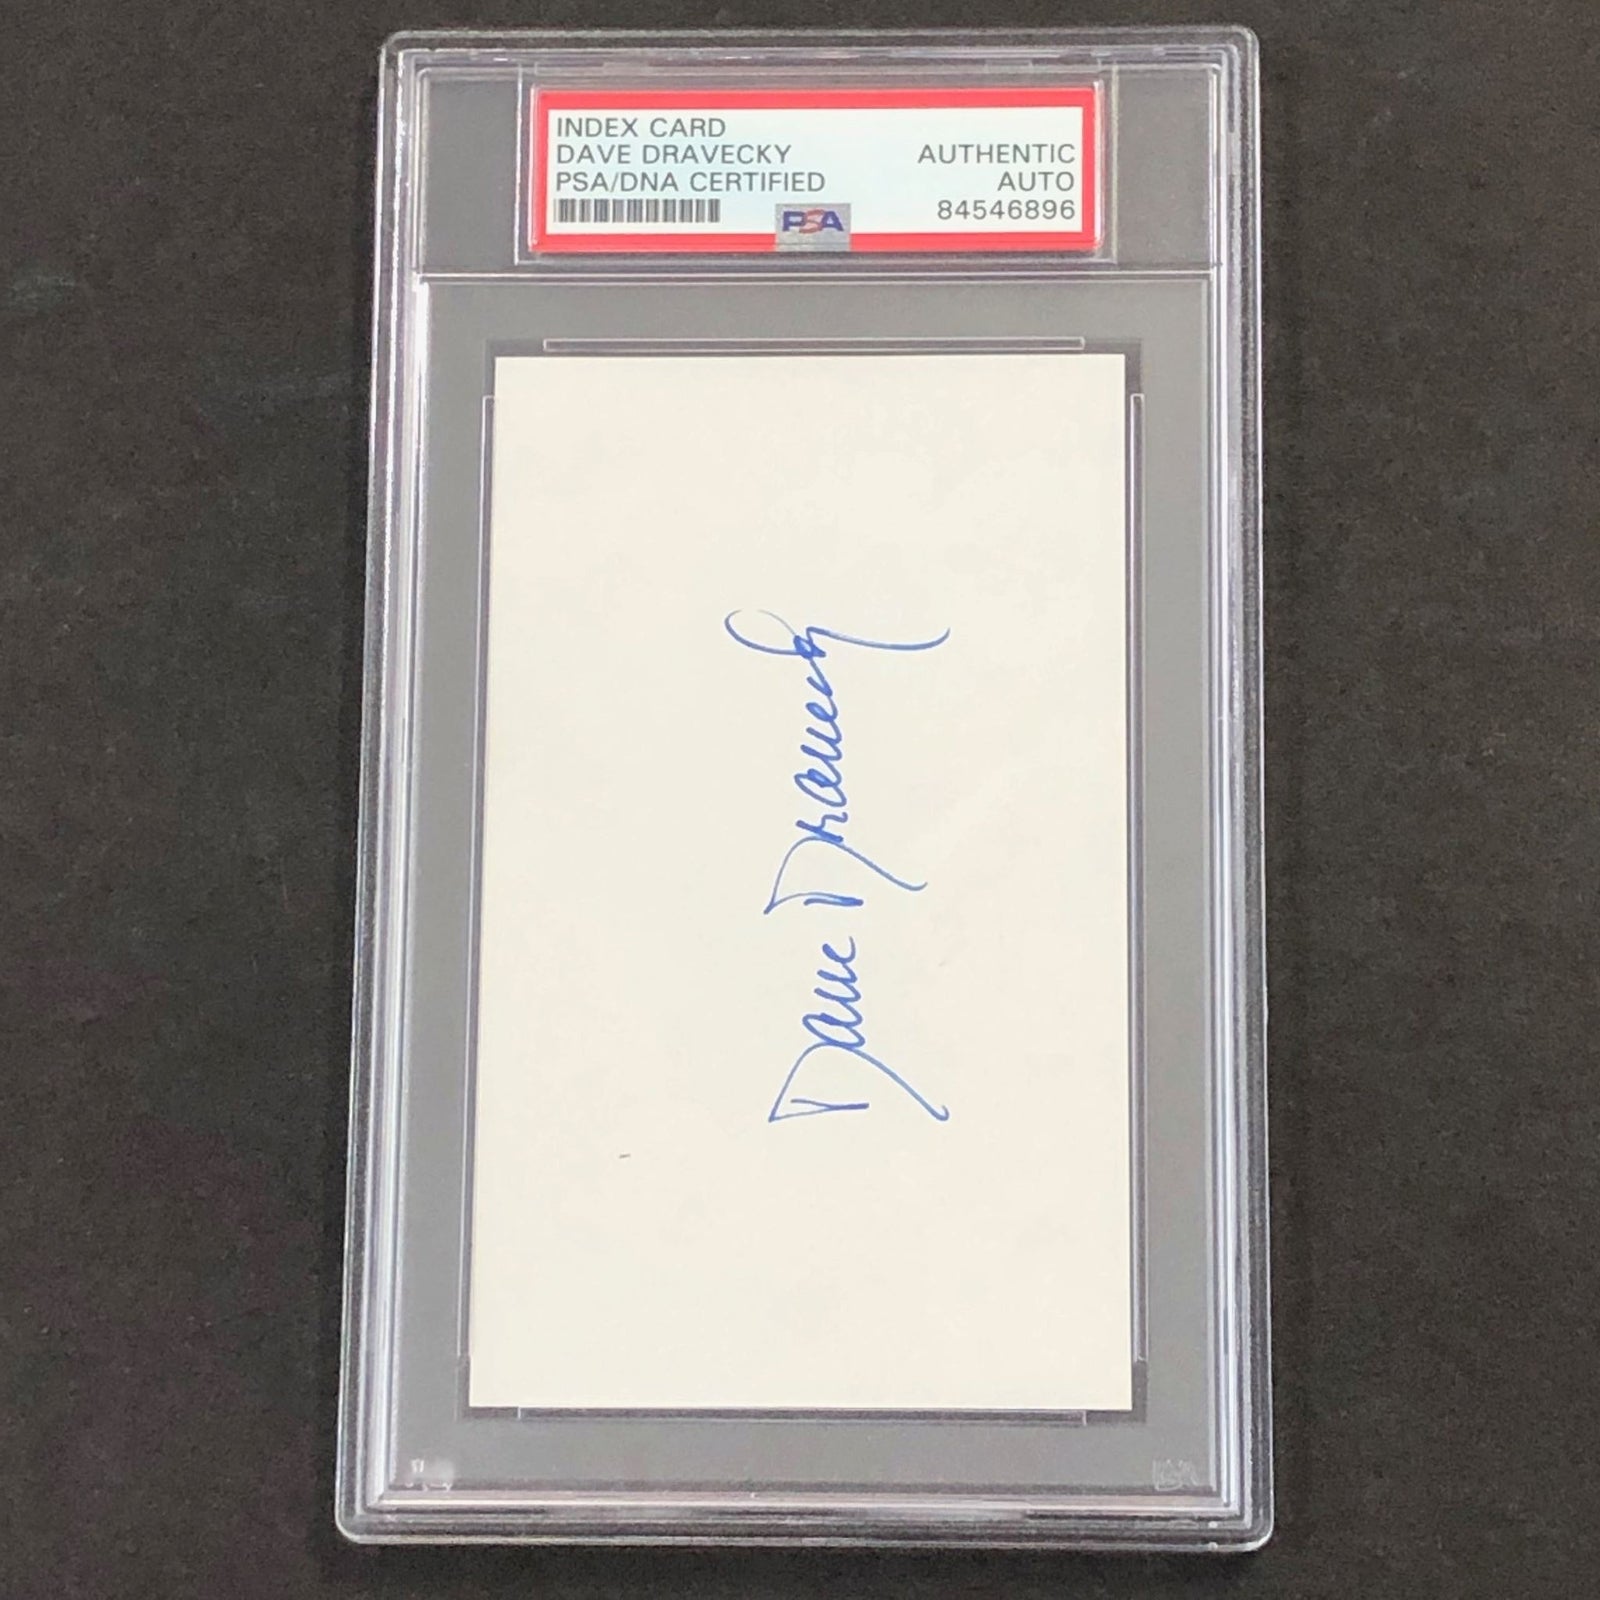 INDEX CARD
DAVE DRAVECKY
PSA/DNA CERTIFIED
AUTHENTIC
AUTO
84546896
PSA
Dave Dravecky